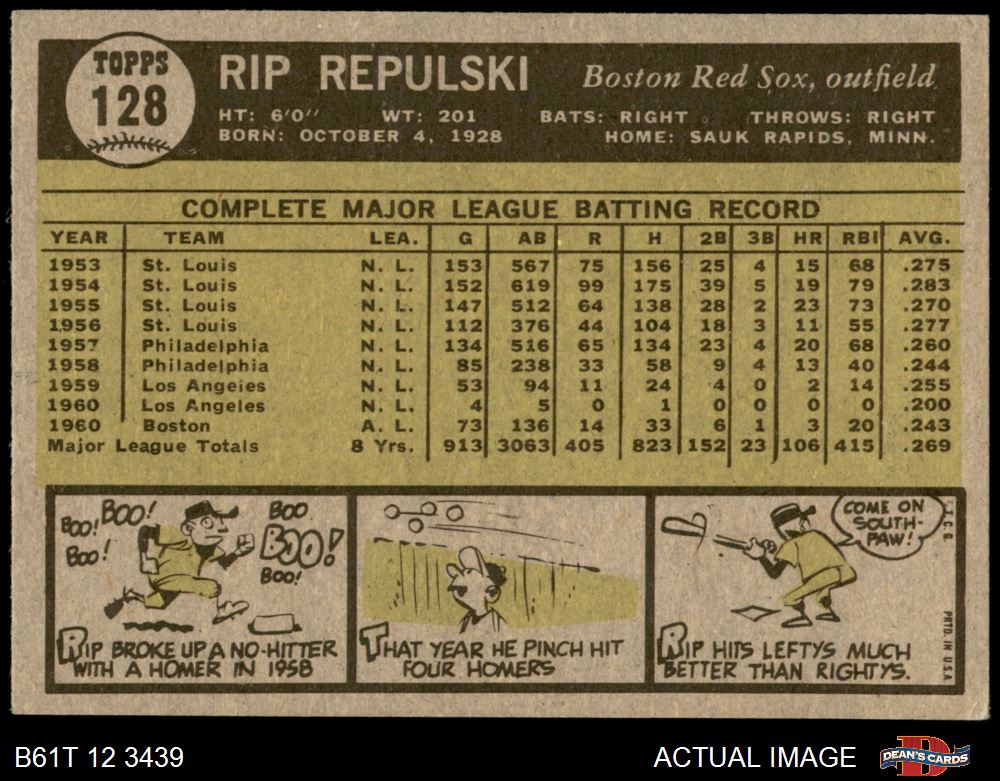 TOPPS
128
RIP REPULSKI
Boston Red Sox, outfield
HT: 6'0" WT: 201 BATS: RIGHT THROWS: RIGHT
BORN: OCTOBER 4, 1928 HOME: SAUK RAPIDS, MINN.
COMPLETE MAJOR LEAGUE BATTING RECORD
YEAR TEAM LEA. G AB R H 2B 3B HR RBI AVG.
1953 St. Louis N. L. 153 567 75 156 25 4 15 68 .275
1954 St. Louis N. L. 152 619 99 175 39 5 19 79 .283
1955 St. Louis N. L. 147 512 64 138 28 2 23 73 .270
1956 St. Louis N. L. 112 376 44 104 18 3 11 55 .277
1957 Philadelphia N. L. 134 516 65 134 23 4 20 68 .260
1958 Philadelphia N. L. 85 238 33 58 9 4 13 40 .244
1959 Los Angeles N. L. 53 94 11 24 4 0 2 14 .255
1960 Los Angeles N. L. 4 5 0 1 0 0 0 0 .200
1960 Boston A. L. 73 136 14 33 6 1 3 20 .243
Major League Totals 8 Yrs. 913 3063 405 823 152 23 106 415 .269
BOO! BOO! BOO
BOO! BOO!
BOO!
RIP BROKE UP A NO-HITTER
WITH A HOMER IN 1958
THAT YEAR HE PINCH HIT
FOUR HOMERS
COME ON
SOUTH-
PAW!
RIP HITS LEFTYS MUCH
BETTER THAN RIGHTYS.
T.C.G.
PRTD. IN U.S.A.
B61T 12 3439
ACTUAL IMAGE
DEAN'S CARDS